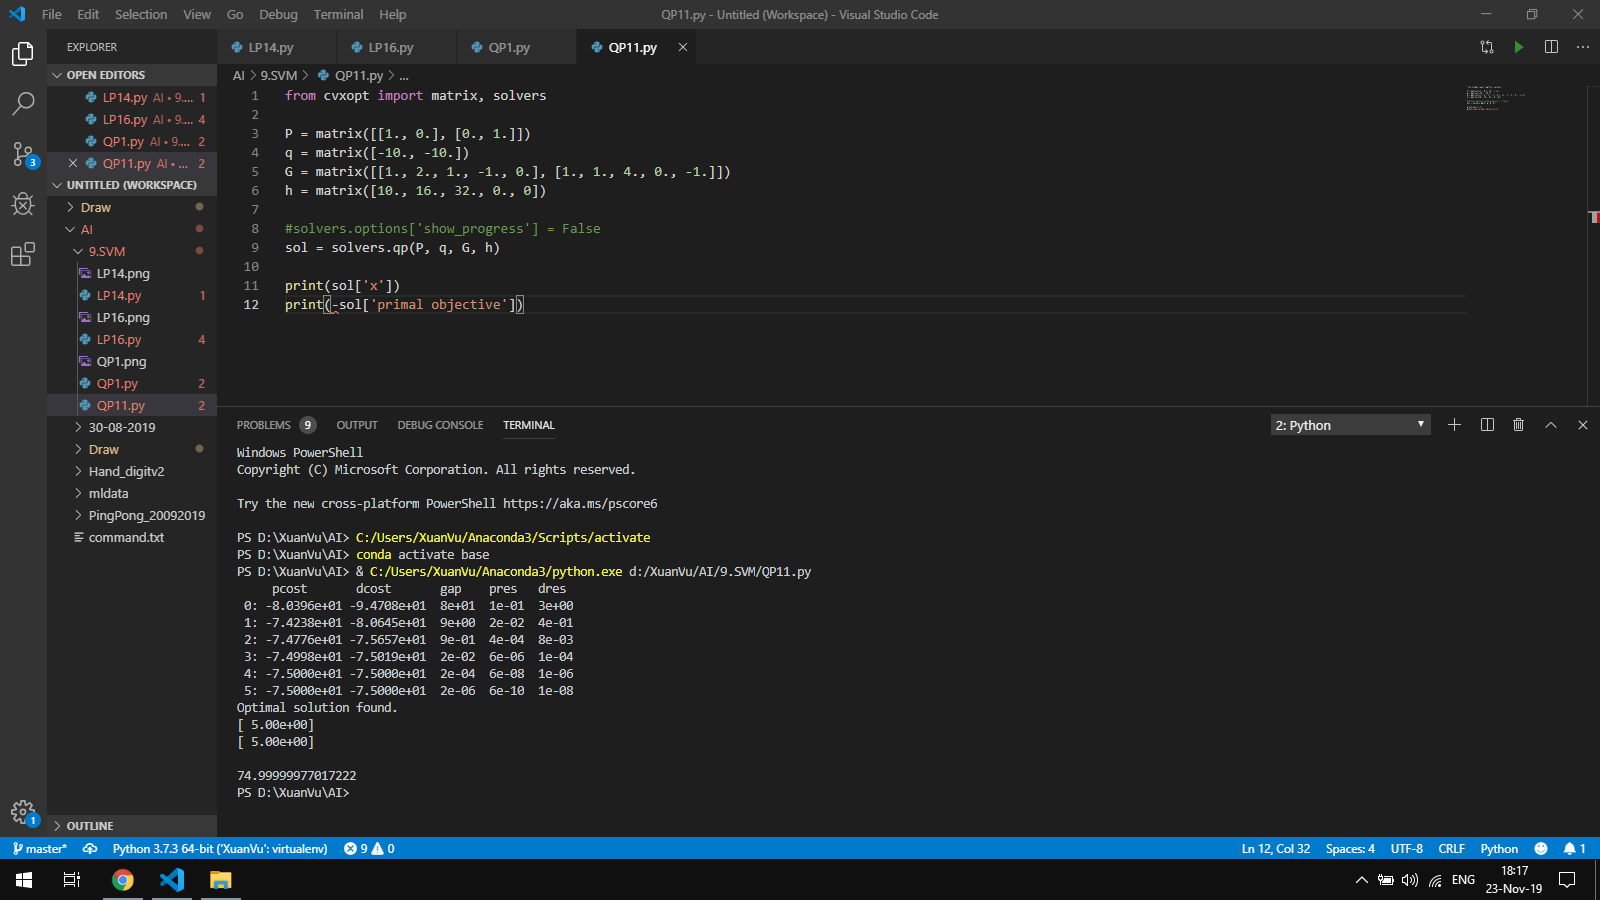 File Edit Selection View Go Debug Terminal Help
QP11.py - Untitled (Workspace) - Visual Studio Code
EXPLORER
OPEN EDITORS
LP14.py AI • 9.... 1
LP16.py AI • 9.... 4
QP1.py AI • 9.... 2
QP11.py AI • ... 2
UNTITLED (WORKSPACE)
Draw
AI
9.SVM
LP14.png
LP14.py 1
LP16.png
LP16.py 4
QP1.png
QP1.py 2
QP11.py 2
30-08-2019
Draw
Hand_digitv2
mldata
PingPong_20092019
command.txt
OUTLINE
3
1
LP14.py LP16.py QP1.py QP11.py
AI > 9.SVM > QP11.py > ...
1 from cvxopt import matrix, solvers
2
3 P = matrix([[1., 0.], [0., 1.]])
4 q = matrix([-10., -10.])
5 G = matrix([[1., 2., 1., -1., 0.], [1., 1., 4., 0., -1.]])
6 h = matrix([10., 16., 32., 0., 0])
7
8 #solvers.options['show_progress'] = False
9 sol = solvers.qp(P, q, G, h)
10
11 print(sol['x'])
12 print(-sol['primal objective'])
PROBLEMS 9 OUTPUT DEBUG CONSOLE TERMINAL
2: Python
Windows PowerShell
Copyright (C) Microsoft Corporation. All rights reserved.
Try the new cross-platform PowerShell https://aka.ms/pscore6
PS D:\XuanVu\AI> C:/Users/XuanVu/Anaconda3/Scripts/activate
PS D:\XuanVu\AI> conda activate base
PS D:\XuanVu\AI> & C:/Users/XuanVu/Anaconda3/python.exe d:/XuanVu/AI/9.SVM/QP11.py
pcost dcost gap pres dres
0: -8.0396e+01 -9.4708e+01 8e+01 1e-01 3e+00
1: -7.4238e+01 -8.0645e+01 9e+00 2e-02 4e-01
2: -7.4776e+01 -7.5657e+01 9e-01 4e-04 8e-03
3: -7.4998e+01 -7.5019e+01 2e-02 6e-06 1e-04
4: -7.5000e+01 -7.5000e+01 2e-04 6e-08 1e-06
5: -7.5000e+01 -7.5000e+01 2e-06 6e-10 1e-08
Optimal solution found.
[ 5.00e+00]
[ 5.00e+00]
74.99999977017222
PS D:\XuanVu\AI>
master* Python 3.7.3 64-bit ('XuanVu': virtualenv) 9 0
Ln 12, Col 32 Spaces: 4 UTF-8 CRLF Python 1
ENG
18:17
23-Nov-19